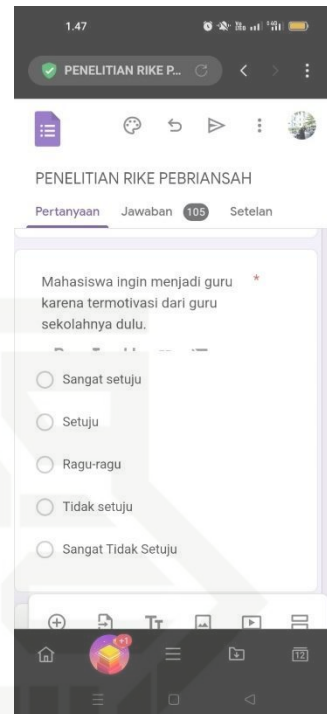 1.47
PENELITIAN RIKE P...
PENELITIAN RIKE PEBRIANSAH
Pertanyaan Jawaban 105 Setelan
Mahasiswa ingin menjadi guru *
karena termotivasi dari guru
sekolahnya dulu.
Sangat setuju
Setuju
Ragu-ragu
Tidak setuju
Sangat Tidak Setuju
Tт
+1
12